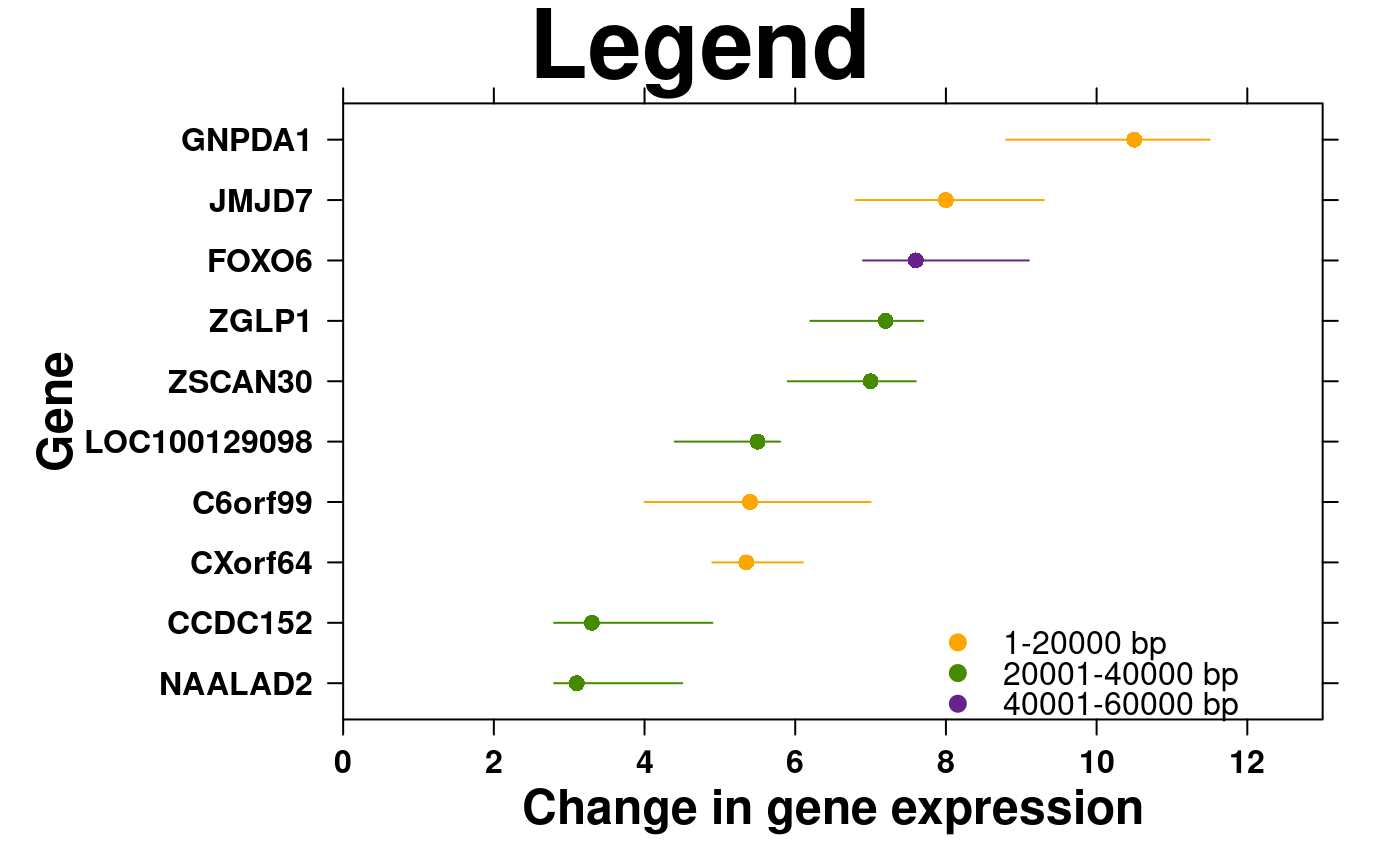 Legend
GNPDA1
JMJD7
FOXO6
ZGLP1
ZSCAN30
Gene
LOC100129098
C6orf99
CXorf64
CCDC152
NAALAD2
1-20000 bp
20001-40000 bp
40001-60000 bp
0 2 4 6 8 10 12
Change in gene expression